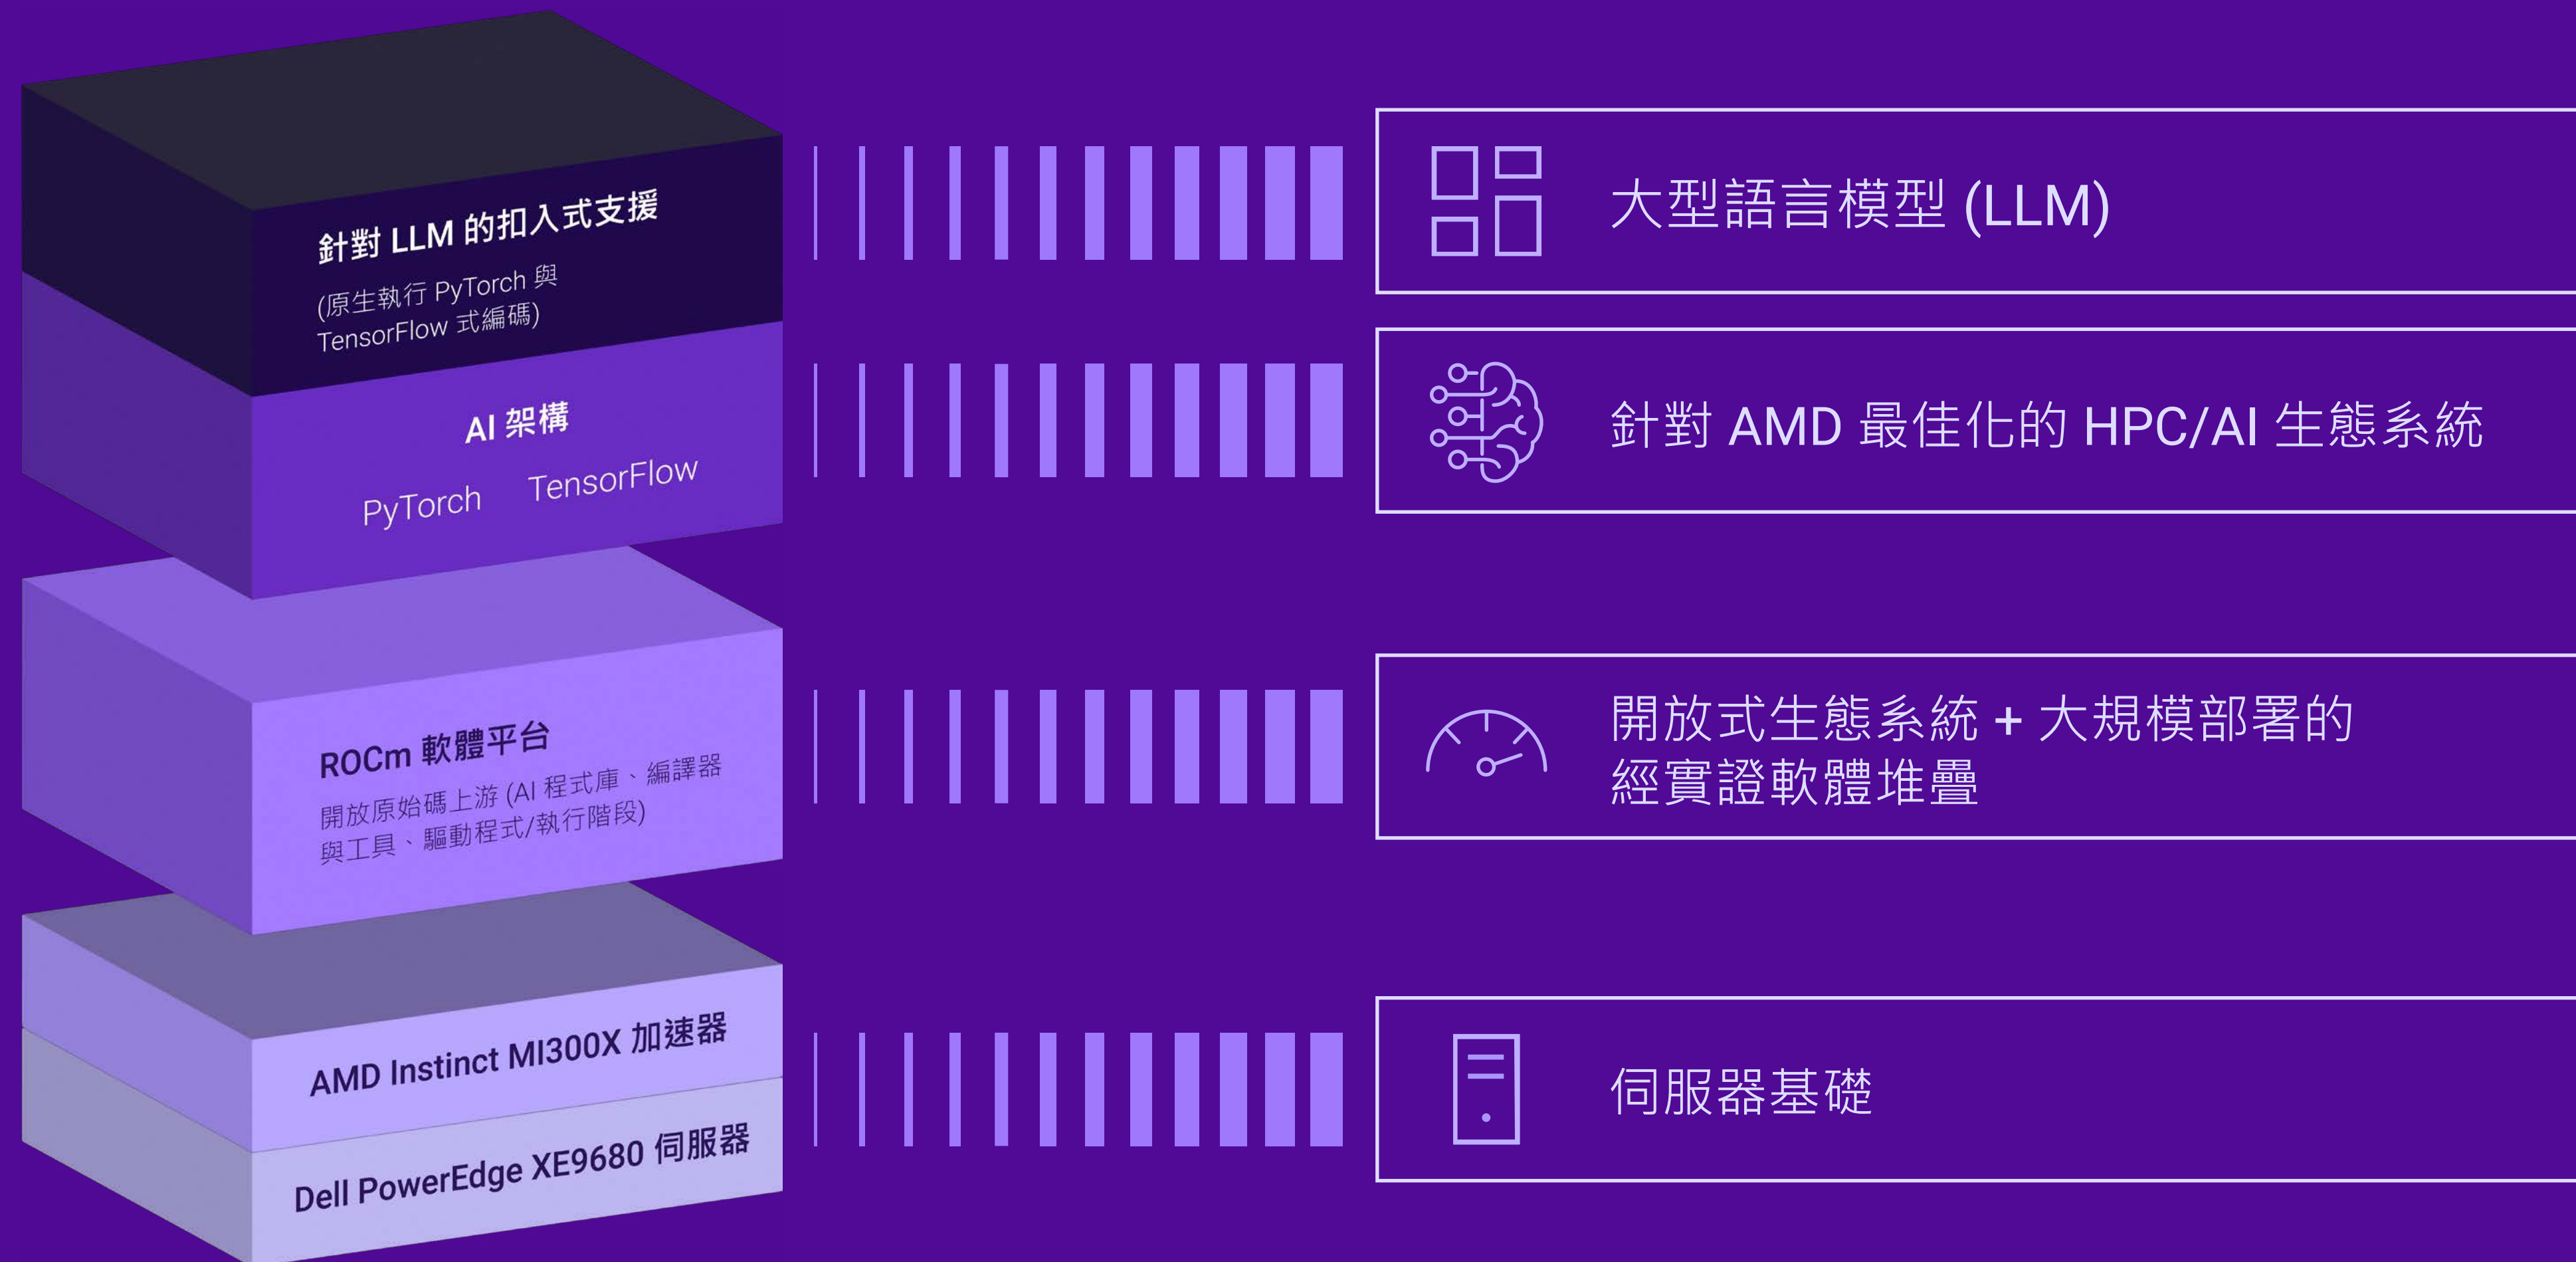 針對 LLM 的扣入式支援
(原生執行 PyTorch 與
TensorFlow 式編碼)
大型語言模型 (LLM)
AI 架構
PyTorch TensorFlow
針對 AMD 最佳化的 HPC/AI 生態系統
ROCm 軟體平台
開放原始碼上游 (AI 程式庫、編譯器
與工具、驅動程式/執行階段)
開放式生態系統 + 大規模部署的
經實證軟體堆疊
AMD Instinct MI300X 加速器
Dell PowerEdge XE9680 伺服器
伺服器基礎